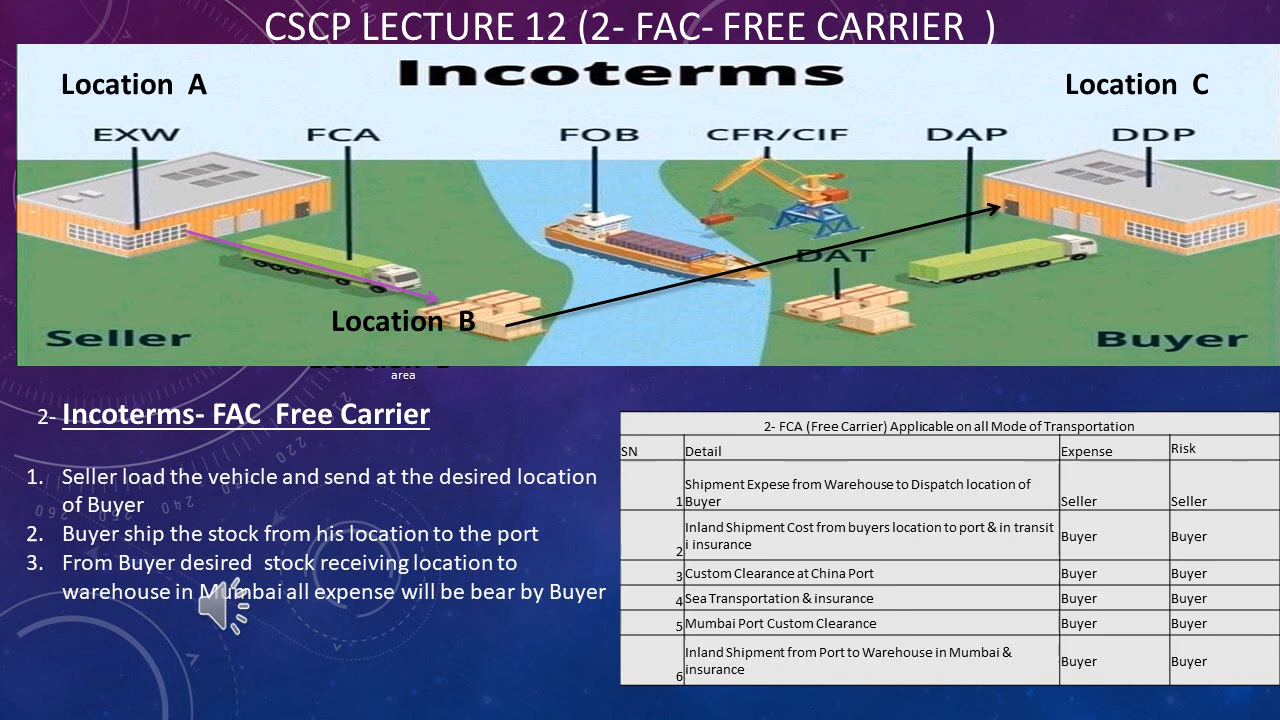 CSCP LECTURE 12 (2- FAC- FREE CARRIER  )
Incoterms
Location  A
Location  C
EXW
FCA
FOB
CFR/CIF
DAP
DDP
DAT
Location  B
Seller
Buyer
area
2- Incoterms- FAC  Free Carrier
1. Seller load the vehicle and send at the desired location
of Buyer
2. Buyer ship the stock from his location to the port
3. From Buyer desired  stock receiving location to
warehouse in Mumbai all expense will be bear by Buyer
2- FCA (Free Carrier) Applicable on all Mode of Transportation
SN Detail Expense Risk
Shipment Expese from Warehouse to Dispatch location of
1 Buyer Seller Seller
Inland Shipment Cost from buyers location to port & in transit
2 i insurance Buyer Buyer
3 Custom Clearance at China Port Buyer Buyer
4 Sea Transportation & insurance Buyer Buyer
5 Mumbai Port Custom Clearance Buyer Buyer
Inland Shipment from Port to Warehouse in Mumbai &
6 insurance Buyer Buyer